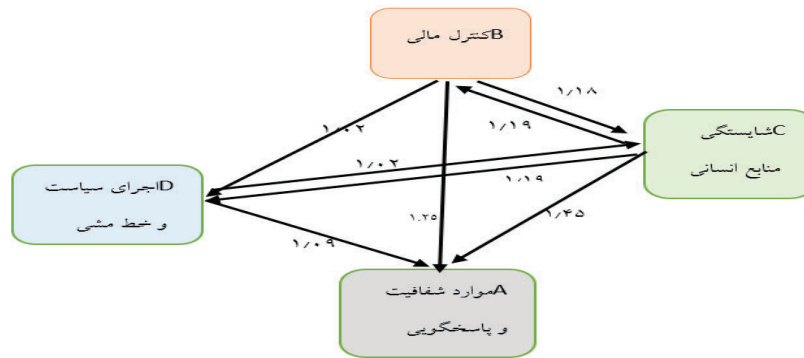 Bکنترل مالی
۱٫۱۸
۱٫۱۹
۱٫۰۲
Cشایستگی
منابع انسانی
۱٫۰۲
۱٫۱۹
Dاجرای سیاست
و خط مشی
۱.۲۵
۱٫۴۵
۱٫۰۹
Aموارد شفافیت
و پاسخگویی